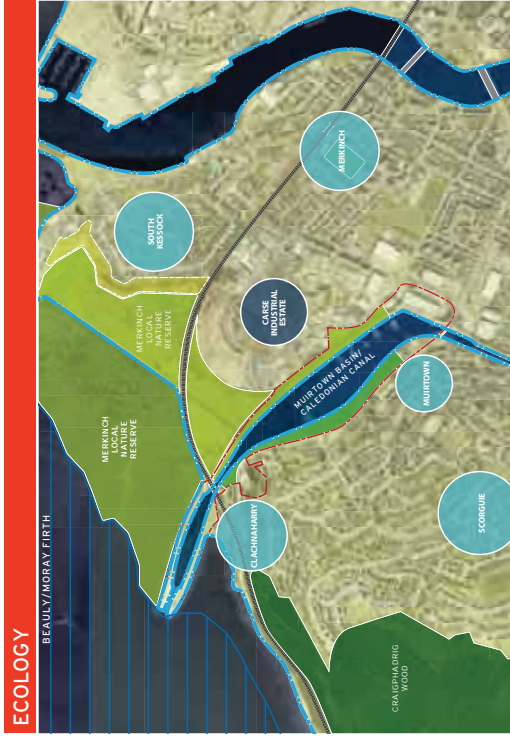 ECOLOGY
BEAULY/MORAY FIRTH
MERKINCH
LOCAL
NATURE
RESERVE
MERKINCH
LOCAL
NATURE
RESERVE
SOUTH
KESSOCK
MERKINCH
CARSE
INDUSTRIAL
ESTATE
MUIRTOWN BASIN/
CALEDONIAN CANAL
MUIRTOWN
CLACHNAHARRY
SCORGUIE
CRAIGPHADRIG
WOOD